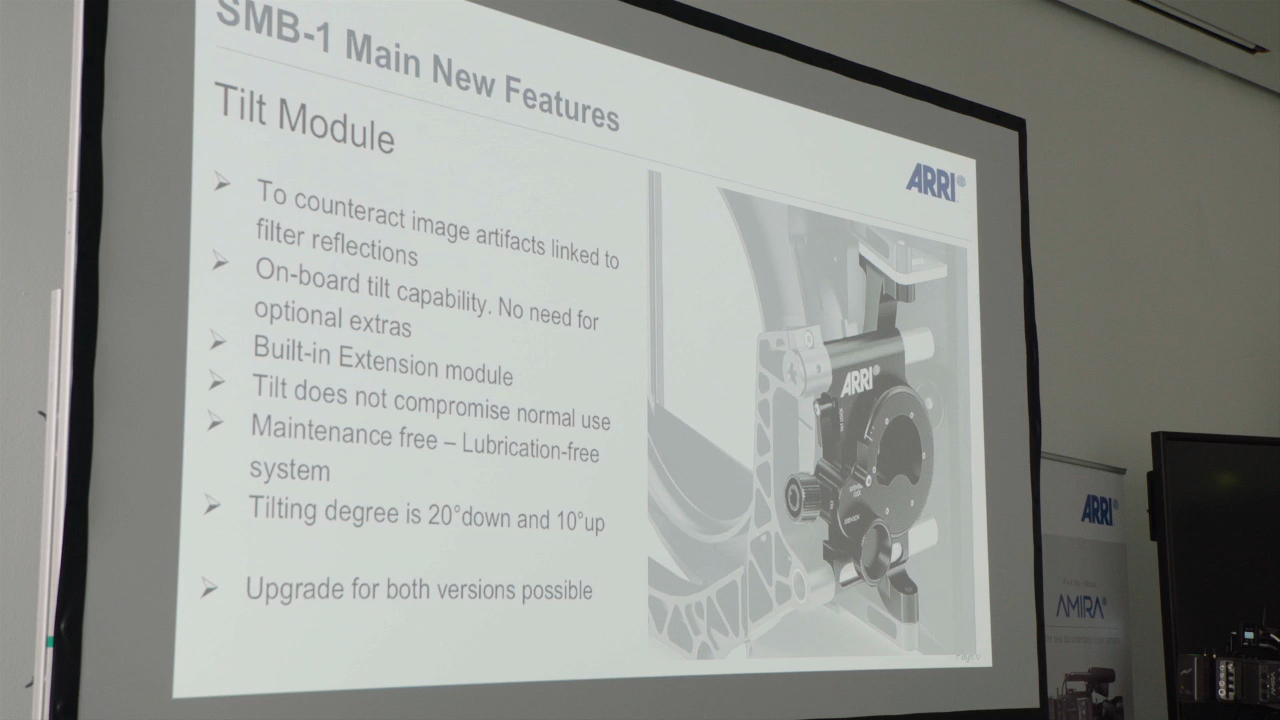 SMB-1 Main New Features
Tilt Module
ARRI®
To counteract image artifacts linked to
filter reflections
On-board tilt capability. No need for
optional extras
Built-in Extension module
Tilt does not compromise normal use
Maintenance free – Lubrication-free
system
Tilting degree is 20°down and 10°up
Upgrade for both versions possible
ARRI®
ARRI®
AMIRA®